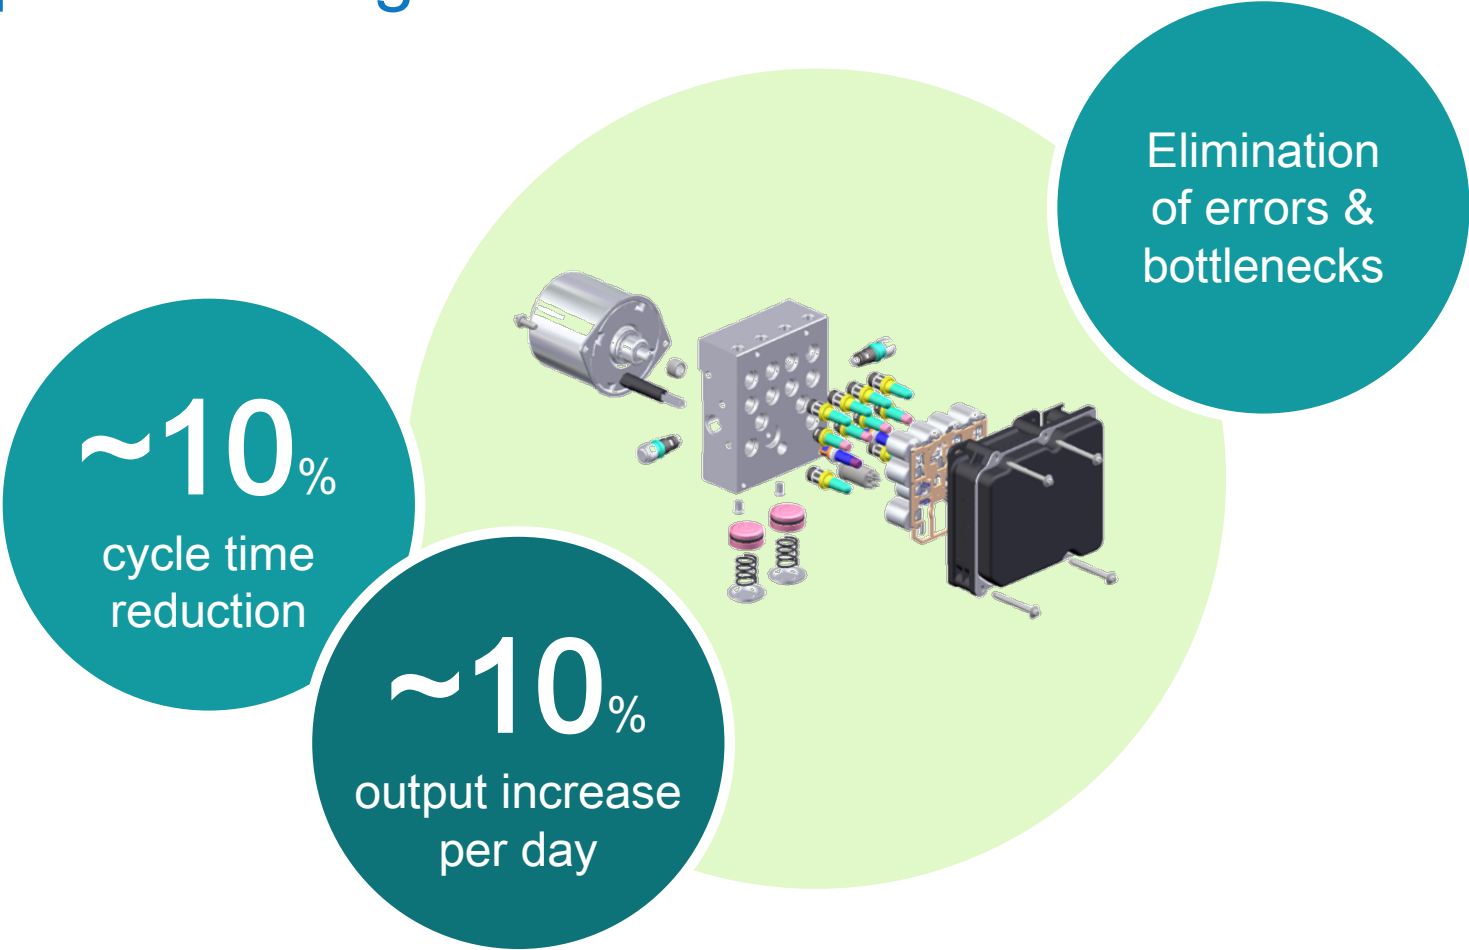 Elimination
of errors &
bottlenecks
~10%
cycle time
reduction
~10%
output increase
per day